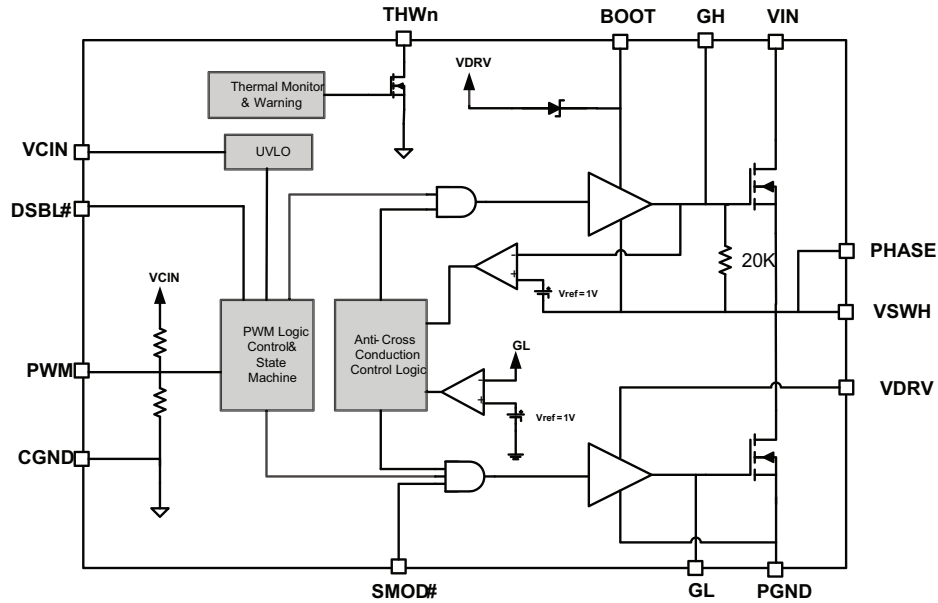 THWn
BOOT
GH
VIN
Thermal Monitor
& Warning
VDRV
VCIN
UVLO
DSBL#
PHASE
20K
VCIN
Vref = 1V
VSWH
PWM Logic
Control&
State
Machine
Anti- Cross
Conduction
Control Logic
GL
PWM
VDRV
Vref = 1V
CGND
SMOD#
GL
PGND